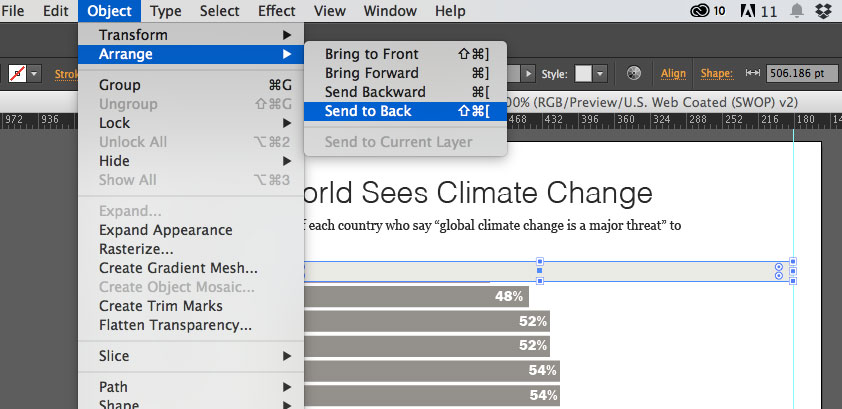 File Edit Object Type Select Effect View Window Help 10 11
Transform
Arrange
Group ⌘G
Ungroup ⇧⌘G
Lock
Unlock All ⌥⌘2
Hide
Show All ⌥⌘3
Expand...
Expand Appearance
Rasterize...
Create Gradient Mesh...
Create Object Mosaic...
Create Trim Marks
Flatten Transparency...
Slice
Path
Shape
Bring to Front ⇧⌘]
Bring Forward ⌘]
Send Backward ⌘[
Send to Back ⇧⌘[
Send to Current Layer
Strok
Style: Align Shape: 506.186 pt
00% (RGB/Preview/U.S. Web Coated (SWOP) v2)
972 936 468 432 396 360 324 288 252 216 180 14
orld Sees Climate Change
f each country who say “global climate change is a major threat” to
48%
52%
52%
54%
54%